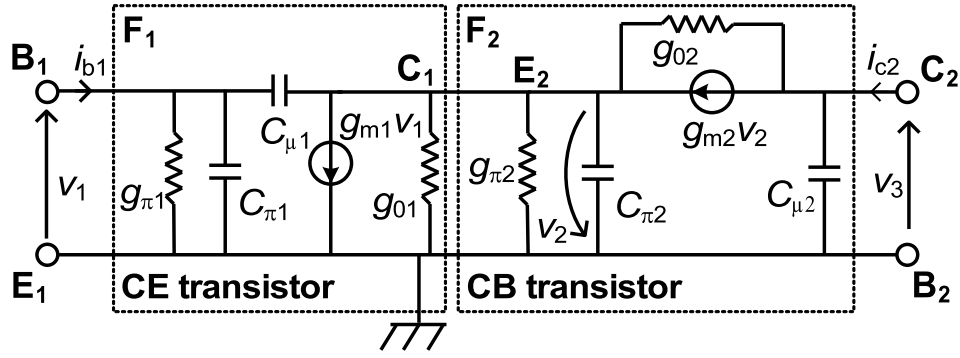 F1 F2
B1 ib1 C1 E2 g02 ic2 C2
Cμ1 gm1v1 gm2v2
v1 gπ1 Cπ1 g01 gπ2 v2 Cπ2 Cμ2 v3
E1 CE transistor CB transistor B2